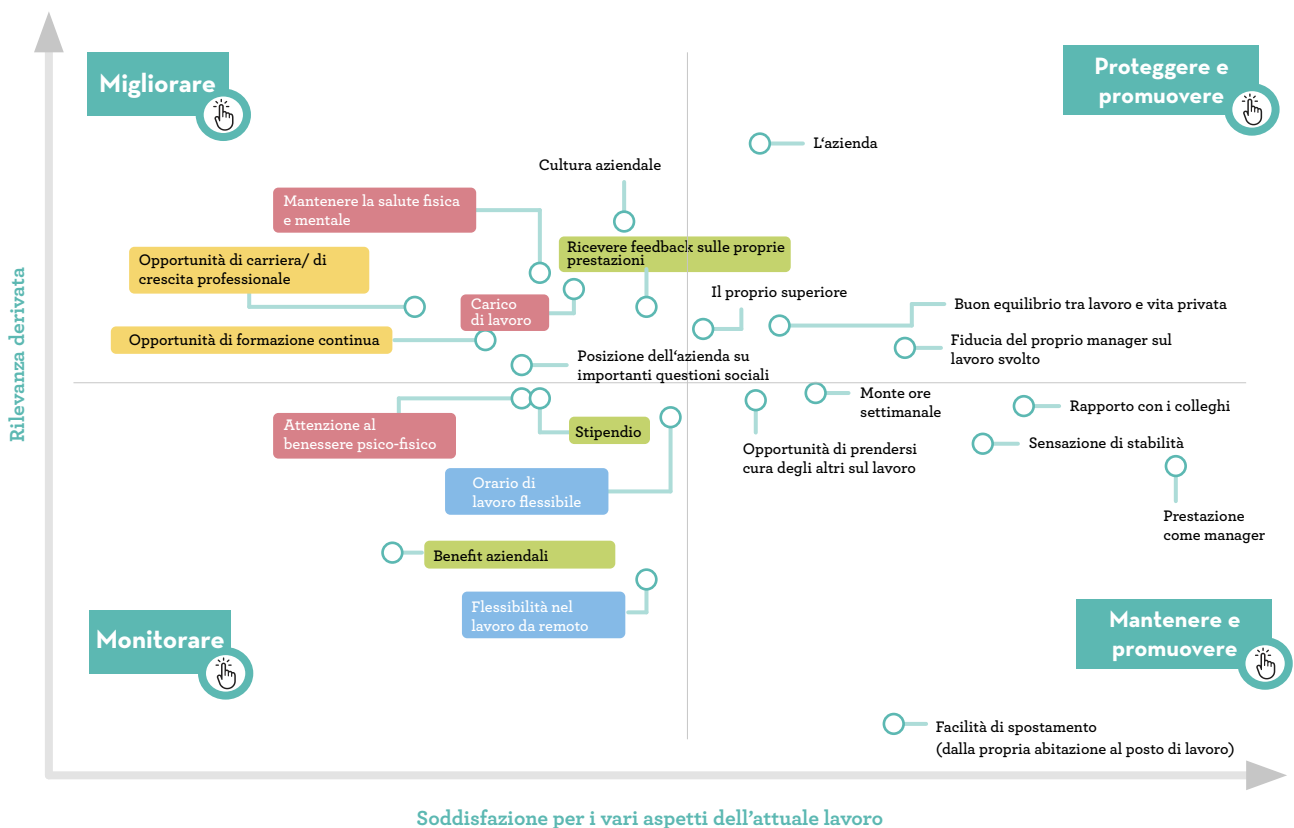 Migliorare
Proteggere e
promuovere
L'azienda
Cultura aziendale
Mantenere la salute fisica
e mentale
Ricevere feedback sulle proprie
prestazioni
Opportunità di carriera/ di
crescita professionale
Carico
di lavoro
Il proprio superiore
Buon equilibrio tra lavoro e vita privata
Opportunità di formazione continua
Fiducia del proprio manager sul
lavoro svolto
Posizione dell'azienda su
importanti questioni sociali
Rilevanza derivata
Monte ore
settimanale
Rapporto con i colleghi
Attenzione al
benessere psico-fisico
Stipendio
Opportunità di prendersi
cura degli altri sul lavoro
Sensazione di stabilità
Orario di
lavoro flessibile
Prestazione
come manager
Benefit aziendali
Flessibilità nel
lavoro da remoto
Monitorare
Mantenere e
promuovere
Facilità di spostamento
(dalla propria abitazione al posto di lavoro)
Soddisfazione per i vari aspetti dell'attuale lavoro